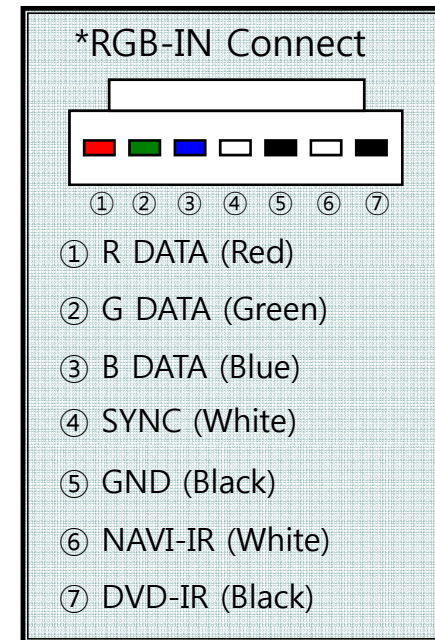 *RGB-IN Connect
① ② ③ ④ ⑤ ⑥ ⑦
① R DATA (Red)
② G DATA (Green)
③ B DATA (Blue)
④ SYNC (White)
⑤ GND (Black)
⑥ NAVI-IR (White)
⑦ DVD-IR (Black)